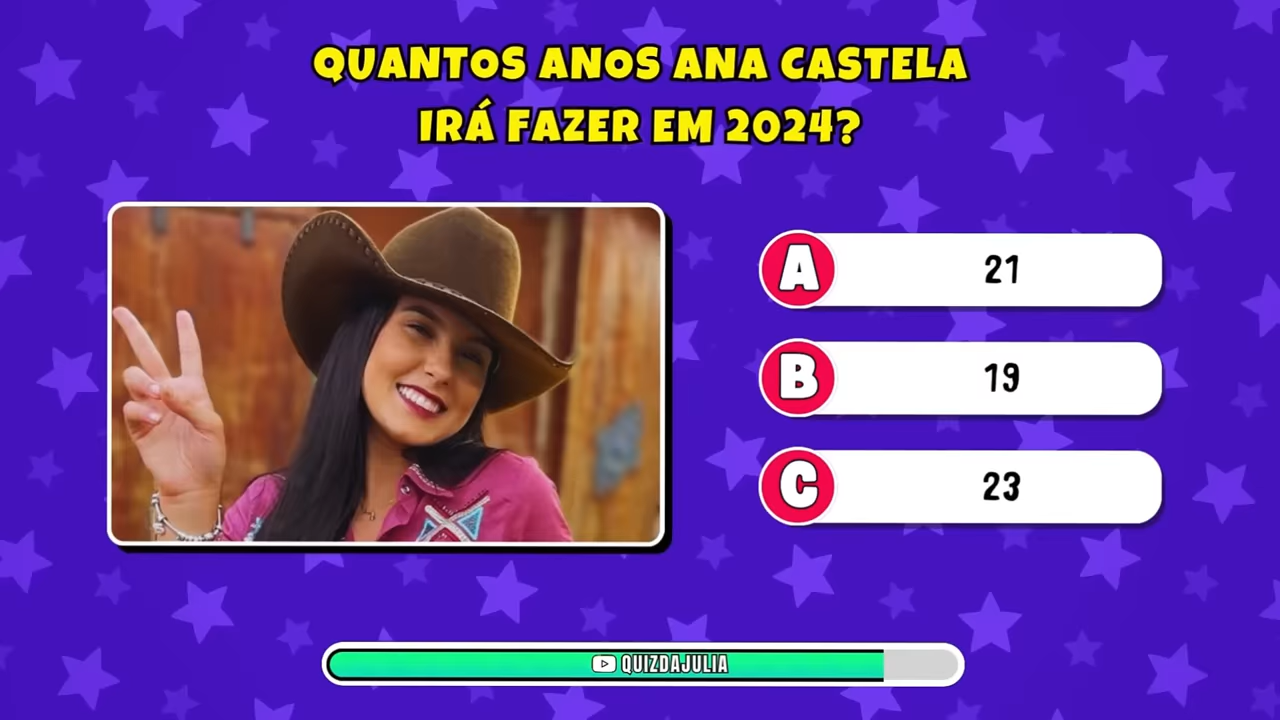 QUANTOS ANOS ANA CASTELA
IRÁ FAZER EM 2024?
A 21
B 19
C 23
QUIZDAJULIA